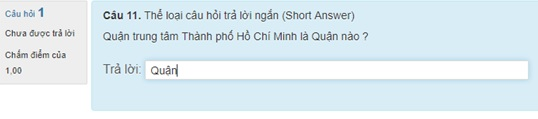 Câu hỏi 1
Chưa được trả lời
Chấm điểm của
1,00
Câu 11. Thể loại câu hỏi trả lời ngắn (Short Answer)
Quận trung tâm Thành phố Hồ Chí Minh là Quận nào ?
Trả lời: Quận